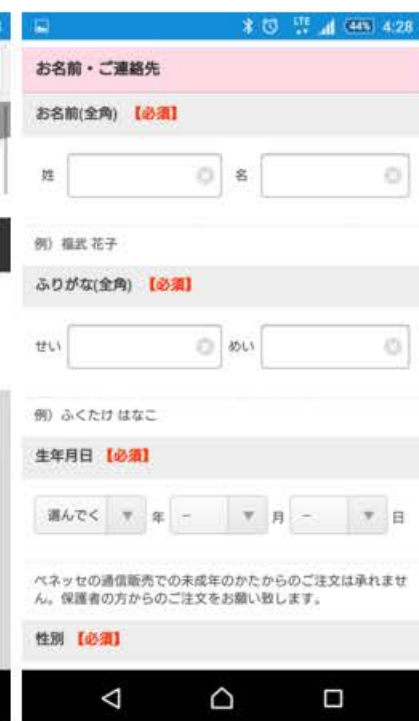 LTE 44% 4:28
お名前・ご連絡先
お名前(全角) 【必須】
姓 名
例）福武 花子
ふりがな(全角) 【必須】
せい めい
例）ふくたけ はなこ
生年月日 【必須】
選んでく 年 - 月 - 日
ベネッセの通信販売での未成年のかたからのご注文は承れませ
ん。保護者の方からのご注文をお願い致します。
性別 【必須】